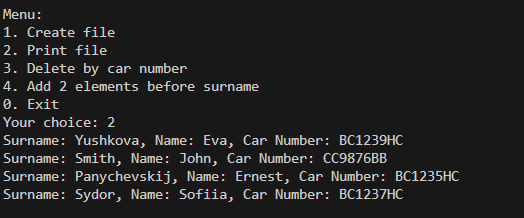 Menu:
1. Create file
2. Print file
3. Delete by car number
4. Add 2 elements before surname
0. Exit
Your choice: 2
Surname: Yushkova, Name: Eva, Car Number: BC1239HC
Surname: Smith, Name: John, Car Number: CC9876BB
Surname: Panychevskij, Name: Ernest, Car Number: BC1235HC
Surname: Sydor, Name: Sofiia, Car Number: BC1237HC